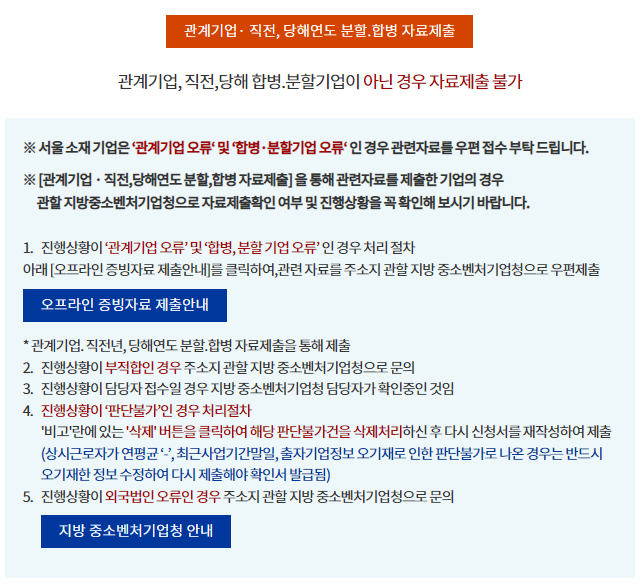 관계기업 · 직전, 당해연도 분할.합병 자료제출
관계기업, 직전,당해 합병.분할기업이 아닌 경우 자료제출 불가
※ 서울 소재 기업은 '관계기업 오류' 및 '합병·분할기업 오류' 인 경우 관련자료를 우편 접수 부탁 드립니다.
※ [관계기업 · 직전,당해연도 분할,합병 자료제출] 을 통해 관련자료를 제출한 기업의 경우
관할 지방중소벤처기업청으로 자료제출확인 여부 및 진행상황을 꼭 확인해 보시기 바랍니다.
1. 진행상황이 '관계기업 오류' 및 '합병, 분할 기업 오류' 인 경우 처리 절차
아래 [오프라인 증빙자료 제출안내]를 클릭하여,관련 자료를 주소지 관할 지방 중소벤처기업청으로 우편제출
오프라인 증빙자료 제출안내
* 관계기업. 직전년, 당해연도 분할.합병 자료제출을 통해 제출
2. 진행상황이 부적합인 경우 주소지 관할 지방 중소벤처기업청으로 문의
3. 진행상황이 담당자 접수일 경우 지방 중소벤처기업청 담당자가 확인중인 것임
4. 진행상황이 '판단불가'인 경우 처리절차
'비고'란에 있는 '삭제' 버튼을 클릭하여 해당 판단불가건을 삭제처리하신 후 다시 신청서를 재작성하여 제출
(상시근로자가 연평균 '-', 최근사업기간말일, 출자기업정보 오기재로 인한 판단불가로 나온 경우는 반드시
오기재한 정보 수정하여 다시 제출해야 확인서 발급됨)
5. 진행상황이 외국법인 오류인 경우 주소지 관할 지방 중소벤처기업청으로 문의
지방 중소벤처기업청 안내